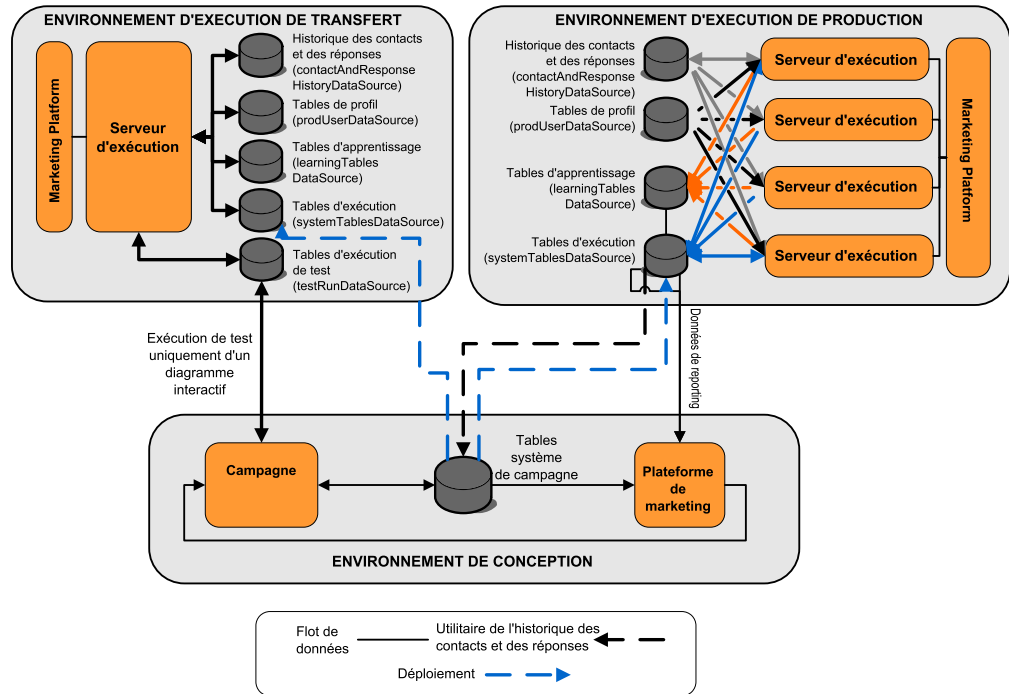 ENVIRONNEMENT D'EXECUTION DE TRANSFERT
Marketing Platform
Serveur
d'exécution
Historique des contacts
et des réponses
(contactAndResponse
HistoryDataSource)
Tables de profil
(prodUserDataSource)
Tables d'apprentissage
(learningTables
DataSource)
Tables d'exécution
(systemTablesDataSource)
Tables d'exécution
de test
(testRunDataSource)
ENVIRONNEMENT D'EXECUTION DE PRODUCTION
Historique des contacts
et des réponses
(contactAndResponse
HistoryDataSource)
Tables de profil
(prodUserDataSource)
Tables d'apprentissage
(learningTables
DataSource)
Tables d'exécution
(systemTablesDataSource)
Serveur d'exécution
Serveur d'exécution
Serveur d'exécution
Serveur d'exécution
Marketing Platform
Exécution de test
uniquement d'un
diagramme
interactif
Données de reporting
Campagne
Tables
système
de campagne
Plateforme
de
marketing
ENVIRONNEMENT DE CONCEPTION
Flot de
données
Utilitaire de l'historique des
contacts et des réponses
Déploiement